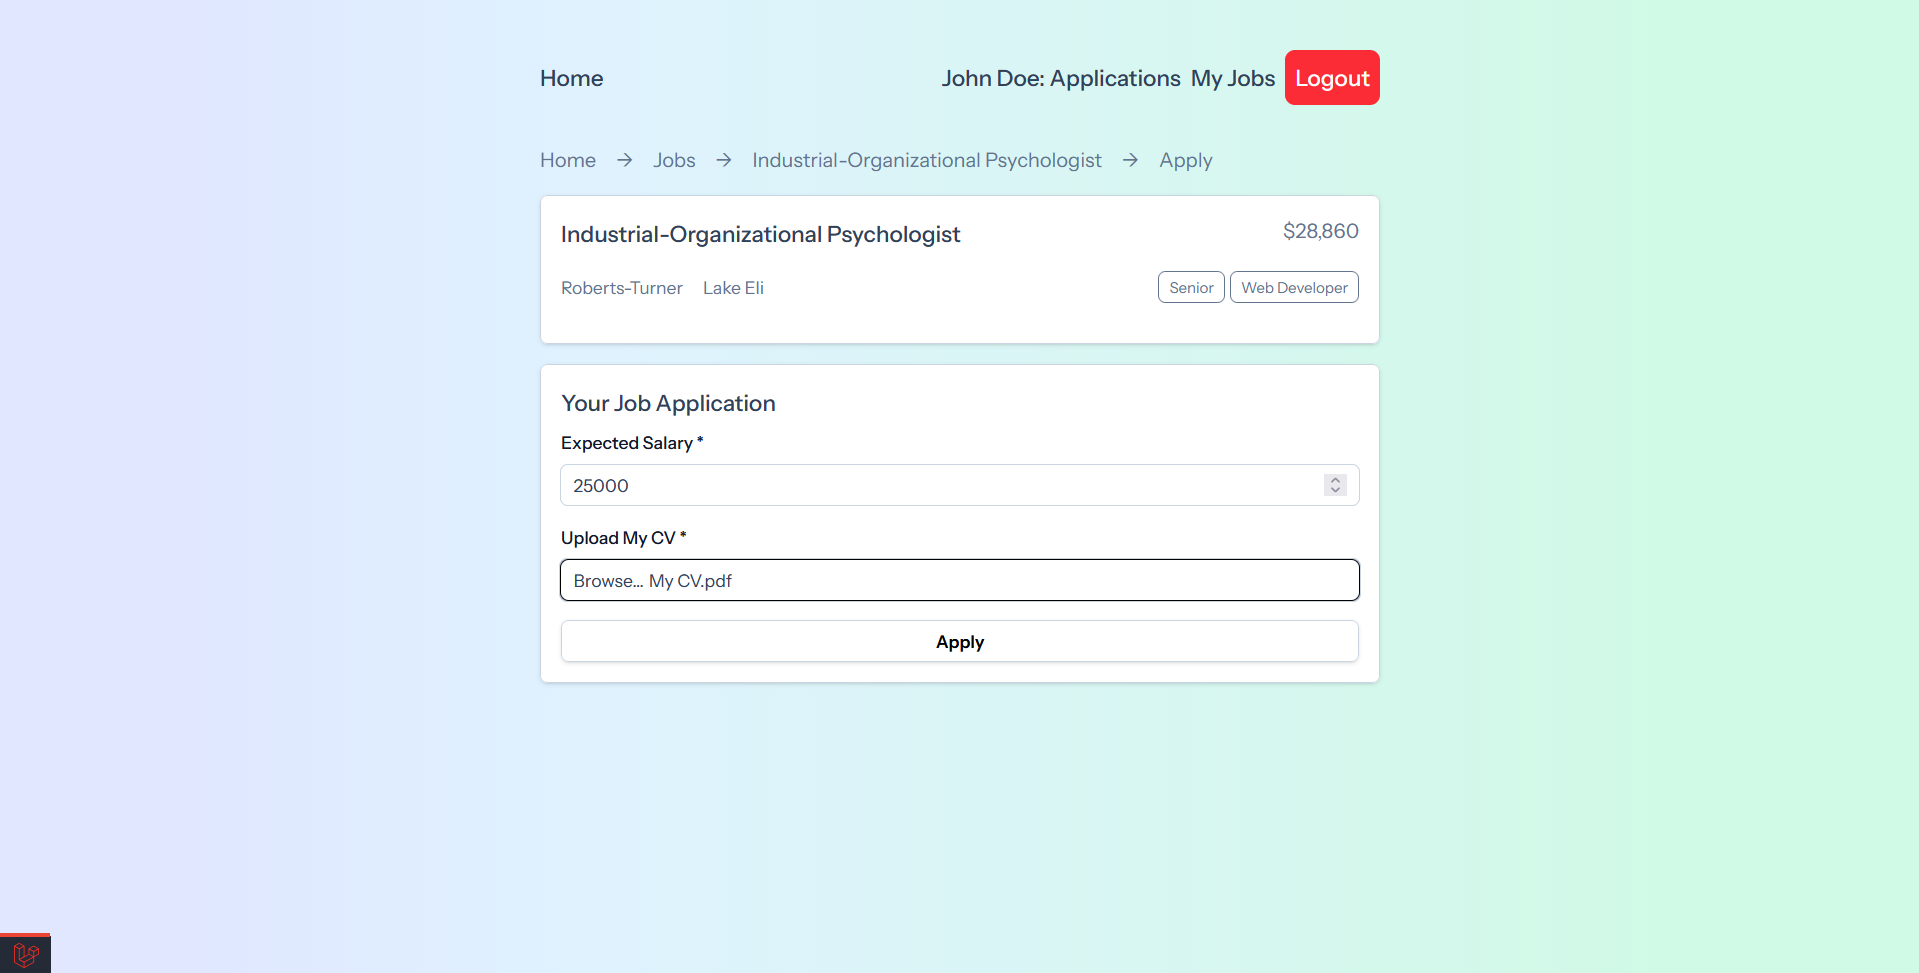 Home John Doe: Applications My Jobs Logout
Home → Jobs → Industrial-Organizational Psychologist → Apply
Industrial-Organizational Psychologist $28,860
Roberts-Turner Lake Eli Senior Web Developer
Your Job Application
Expected Salary *
25000
Upload My CV *
Browse... My CV.pdf
Apply